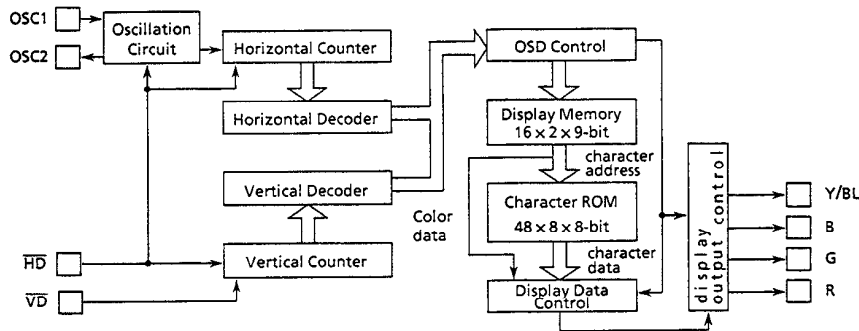 OSC1
OSC2
Oscillation
Circuit
Horizontal Counter
Horizontal Decoder
Vertical Decoder
Vertical Counter
HD
VD
OSD Control
Display Memory
16 x 2 x 9-bit
character
address
Color
data
Character ROM
48 x 8 x 8-bit
character
data
Display Data
Control
display
output control
Y/BL
B
G
R